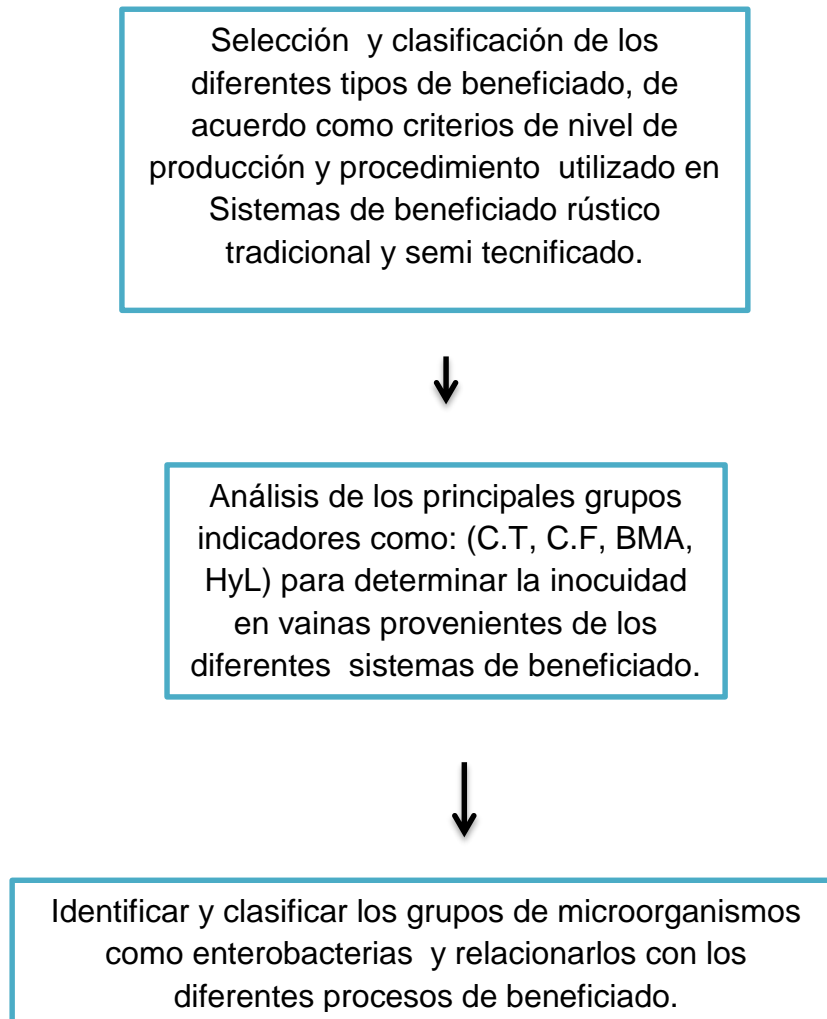 Selección y clasificación de los
diferentes tipos de beneficiado, de
acuerdo como criterios de nivel de
producción y procedimiento utilizado en
Sistemas de beneficiado rústico
tradicional y semi tecnificado.
Análisis de los principales grupos
indicadores como: (C.T, C.F, BMA,
HyL) para determinar la inocuidad
en vainas provenientes de los
diferentes sistemas de beneficiado.
Identificar y clasificar los grupos de microorganismos
como enterobacterias y relacionarlos con los
diferentes procesos de beneficiado.